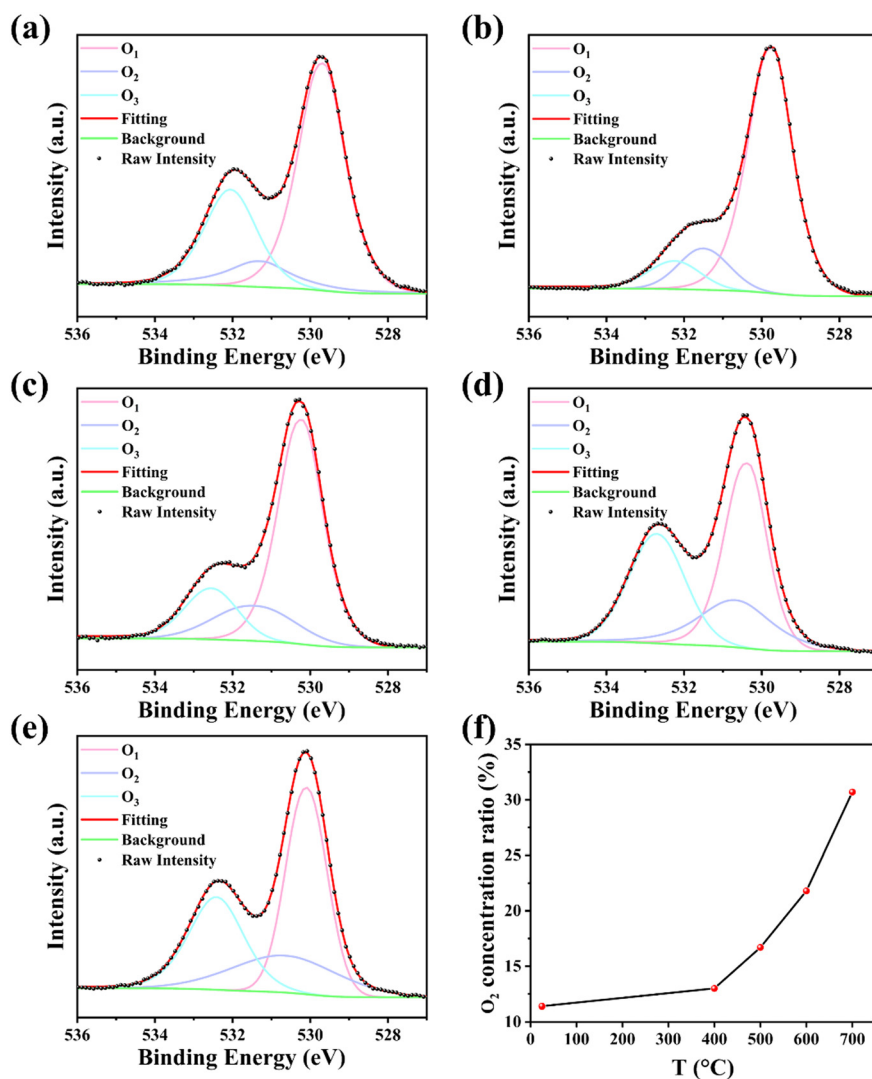 (a)
O₁
O₂
O₃
Fitting
Background
Raw Intensity
Intensity (a.u.)
536 534 532 530 528
Binding Energy (eV)
(b)
O₁
O₂
O₃
Fitting
Background
Raw Intensity
Intensity (a.u.)
536 534 532 530 528
Binding Energy (eV)
(c)
O₁
O₂
O₃
Fitting
Background
Raw Intensity
Intensity (a.u.)
536 534 532 530 528
Binding Energy (eV)
(d)
O₁
O₂
O₃
Fitting
Background
Raw Intensity
Intensity (a.u.)
536 534 532 530 528
Binding Energy (eV)
(e)
O₁
O₂
O₃
Fitting
Background
Raw Intensity
Intensity (a.u.)
536 534 532 530 528
Binding Energy (eV)
(f)
O₂ concentration ratio (%)
35
30
25
20
15
10
0 100 200 300 400 500 600 700
T (°C)